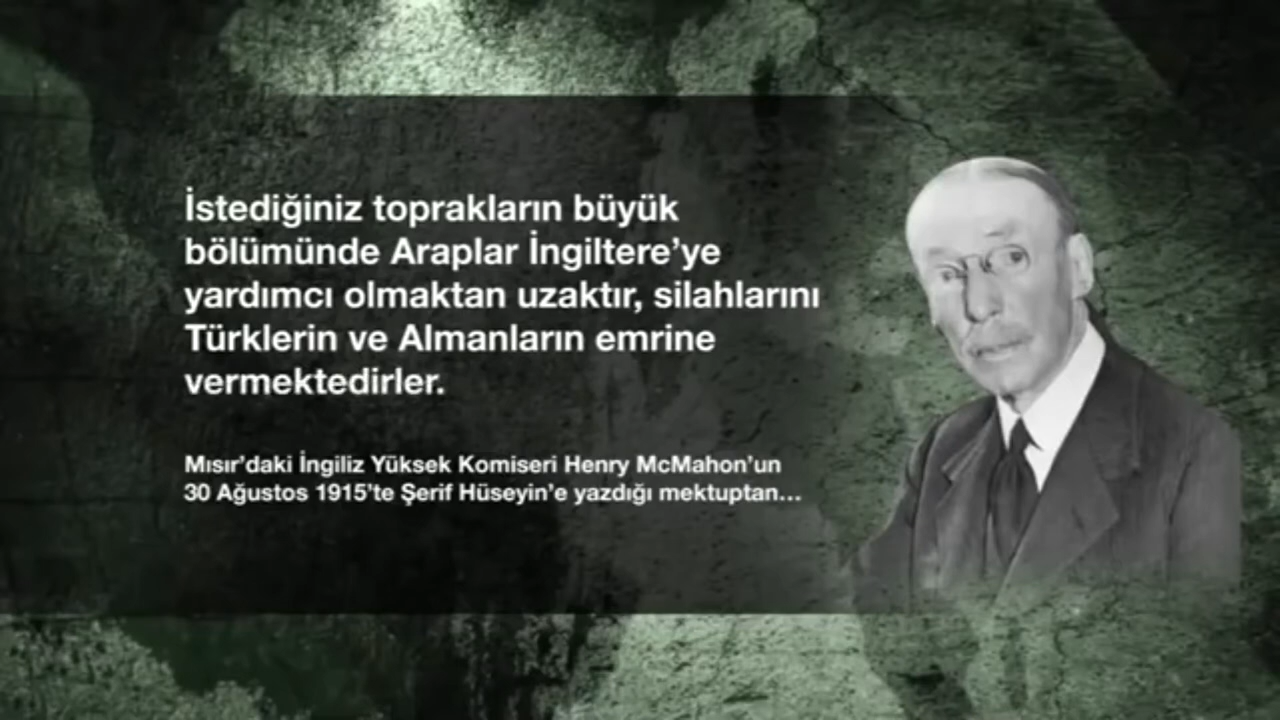 İstediğiniz toprakların büyük
bölümünde Araplar İngiltere'ye
yardımcı olmaktan uzaktır, silahlarını
Türklerin ve Almanların emrine
vermektedirler.
Mısır'daki İngiliz Yüksek Komiseri Henry McMahon'un
30 Ağustos 1915'te Şerif Hüseyin'e yazdığı mektuptan...